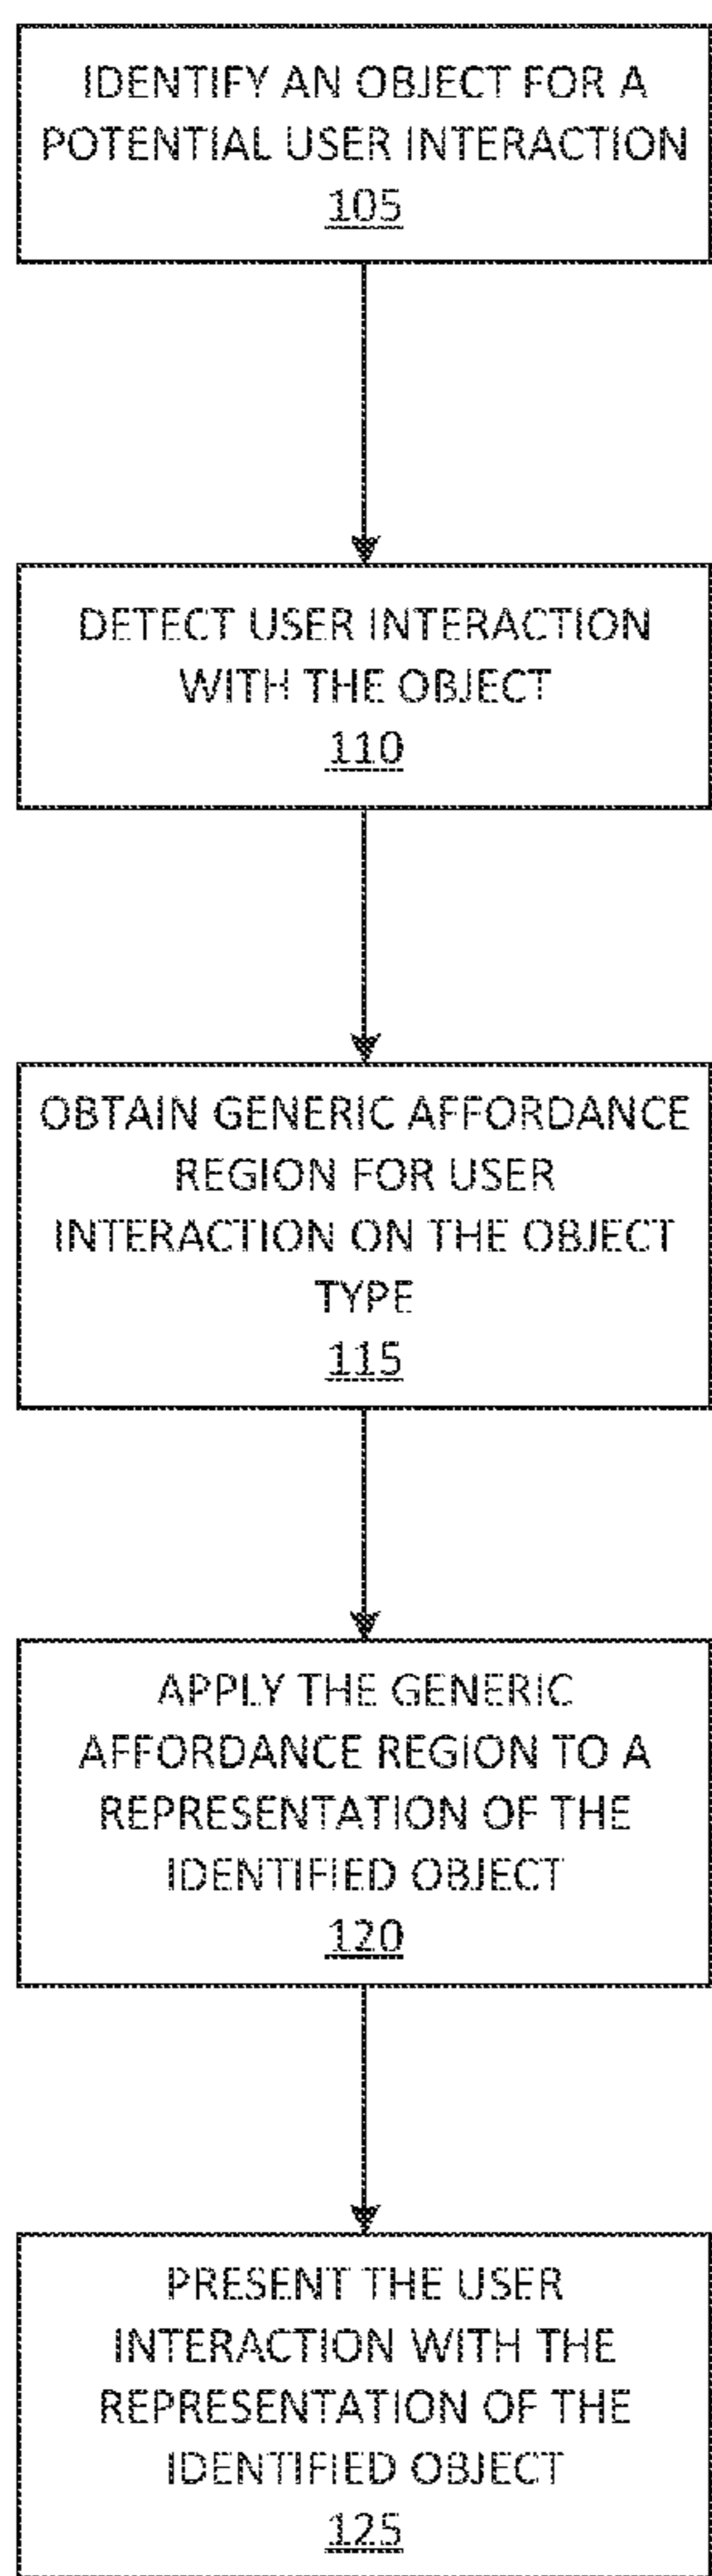 IDENTIFY AN OBJECT FOR A
POTENTIAL USER INTERACTION
105
DETECT USER INTERACTION
WITH THE OBJECT
110
OBTAIN GENERIC AFFORDANCE
REGION FOR USER
INTERACTION ON THE OBJECT
TYPE
115
APPLY THE GENERIC
AFFORDANCE REGION TO A
REPRESENTATION OF THE
IDENTIFIED OBJECT
120
PRESENT THE USER
INTERACTION WITH THE
REPRESENTATION OF THE
IDENTIFIED OBJECT
125